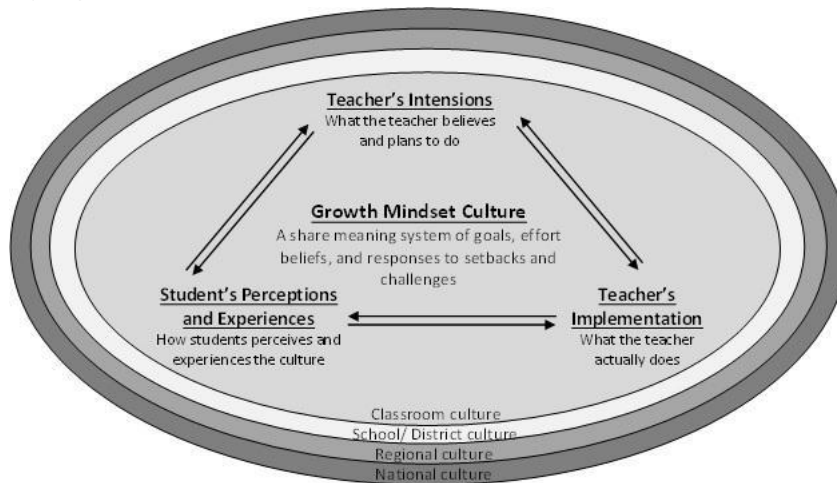 Teacher's Intensions
What the teacher believes
and plans to do
Growth Mindset Culture
A share meaning system of goals, effort
beliefs, and responses to setbacks and
challenges
Student's Perceptions
and Experiences
How students perceives and
experiences the culture
Teacher's
Implementation
What the teacher
actually does
Classroom culture
School/ District culture
Regional culture
National culture